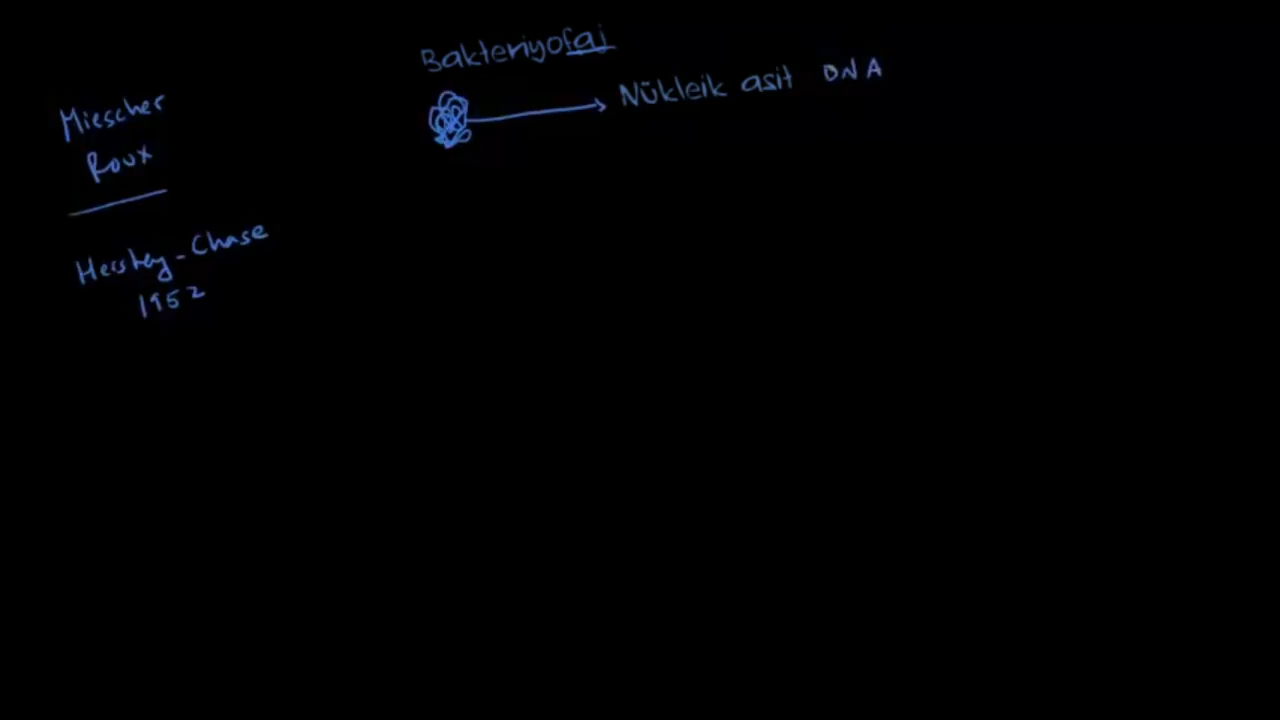 Miescher
Roux
Hershey-Chase
1952
Bakteriyofaj
Nükleik asit DNA